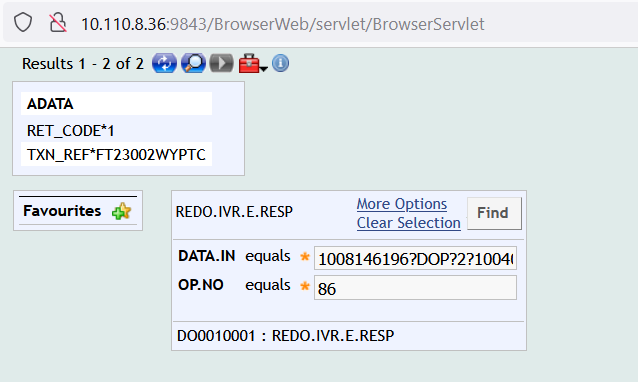 10.110.8.36:9843/BrowserWeb/servlet/BrowserServlet
Results 1 - 2 of 2
ADATA
RET_CODE*1
TXN_REF*FT23002WYPTC
Favourites
REDO.IVR.E.RESP
More Options
Clear Selection
Find
DATA.IN equals * 1008146196?DOP?2?1004
OP.NO equals * 86
DO0010001 : REDO.IVR.E.RESP